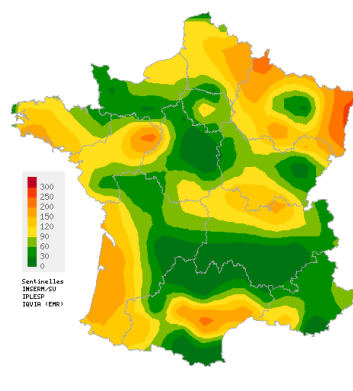 300
250
200
150
120
90
60
30
0
Sentinelles
INSERM/SU
IPLESP
IQVIA (EMR)